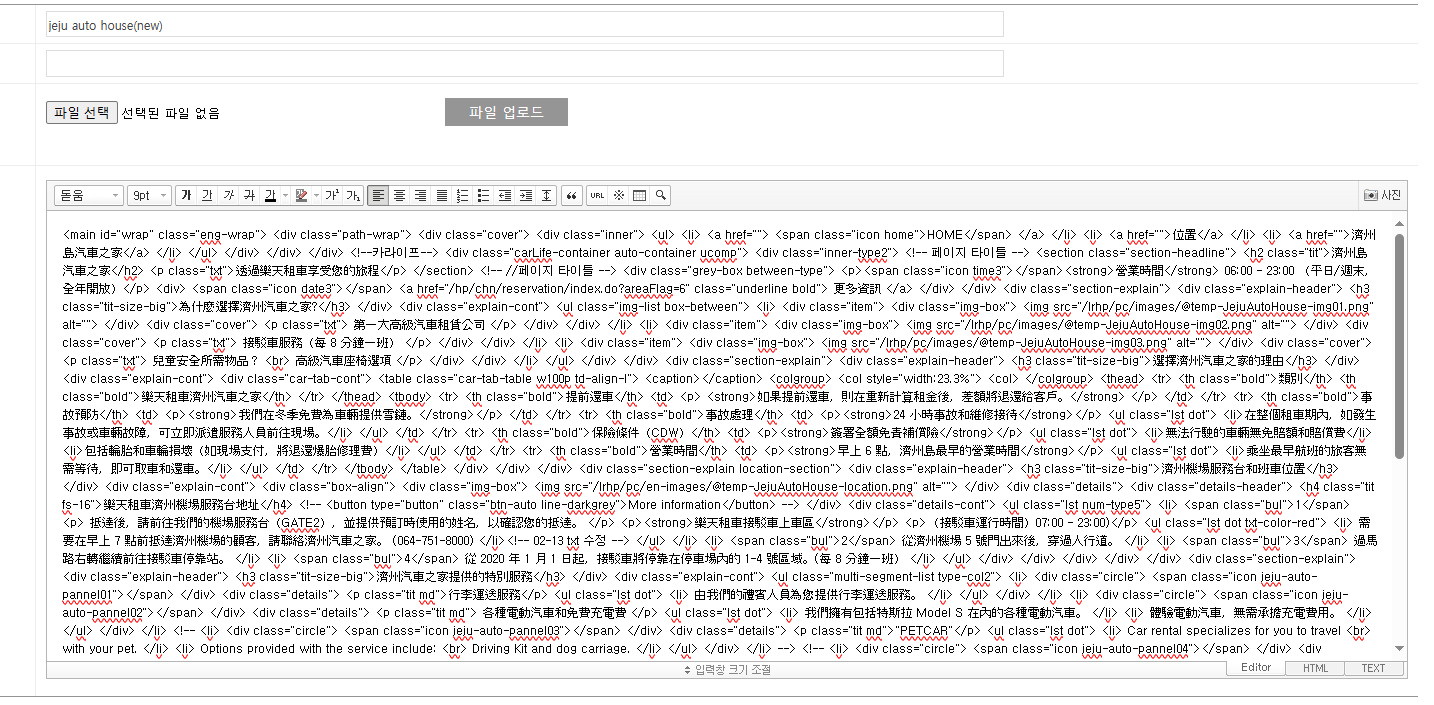 jeju auto house(new)
파일 선택 선택된 파일 없음 파일 업로드
돋움 9pt 가 가 가 가 가 가¹ 가₁ URL ※ 사진
<main id="wrap" class="eng-wrap"> <div class="path-wrap"> <div class="cover"> <div class="inner"> <ul> <li> <a href=""> <span class="icon home">HOME</span> </a> </li> <li> <a href="">位置</a> </li> <li> <a href="">濟州
島汽車之家</a> </li> </ul> </div> </div> </div> <!--카라이프--> <div class="carLife-container auto-container ucomp"> <div class="inner-type2"> <!-- 페이지 타이틀 --> <section class="section-headline"> <h2 class="tit">濟州島
汽車之家</h2> <p class="txt">透過樂天租車享受您的旅程</p> </section> <!-- //페이지 타이틀 --> <div class="grey-box between-type"> <p><span class="icon time3"></span><strong>營業時間</strong> 06:00 - 23:00 （平日/週末,
全年開放）</p> <div> <span class="icon date3"></span> <a href="/hp/chn/reservation/index.do?areaFlag=6" class="underline bold"> 更多資訊 </a> </div> </div> <div class="section-explain"> <div class="explain-header"> <h3
class="tit-size-big">為什麽選擇濟州汽車之家?</h3> </div> <div class="explain-cont"> <ul class="img-list box-between"> <li> <div class="item"> <div class="img-box"> <img src="/lrhp/pc/images/@temp-JejuAutoHouse-img01.png"
alt=""> </div> <div class="cover"> <p class="txt"> 第一大高級汽車租賃公司 </p> </div> </div> </li> <li> <div class="item"> <div class="img-box"> <img src="/lrhp/pc/images/@temp-JejuAutoHouse-img02.png" alt=""> </div> <div
class="cover"> <p class="txt"> 接駁車服務（每 8 分鐘一班） </p> </div> </div> </li> <li> <div class="item"> <div class="img-box"> <img src="/lrhp/pc/images/@temp-JejuAutoHouse-img03.png" alt=""> </div> <div class="cover">
<p class="txt"> 兒童安全所需物品？ <br> 高級汽車座椅選項 </p> </div> </div> </li> </ul> </div> </div> <div class="section-explain"> <div class="explain-header"> <h3 class="tit-size-big">選擇濟州汽車之家的理由</h3> </div>
<div class="explain-cont"> <div class="car-tab-cont"> <table class="car-tab-table w100p td-align-l"> <caption></caption> <colgroup> <col style="width:23.3%"> <col> </colgroup> <thead> <tr> <th class="bold">類別</th> <th
class="bold">樂天租車濟州汽車之家</th> </tr> </thead> <tbody> <tr> <th class="bold">提前還車</th> <td> <p> <strong>如果提前還車, 則在重新計算租金後, 差額將退還給客戶。</strong> </p> </td> </tr> <tr> <th class="bold">事
故預防</th> <td> <p><strong>我們在冬季免費為車輛提供雪鏈。</strong></p> </td> </tr> <tr> <th class="bold">事故處理</th> <td> <p><strong>24 小時事故和維修接待</strong></p> <ul class="lst dot"> <li>在整個租車期內, 如發生
事故或車輛故障, 可立即派遣服務人員前往現場。</li> </ul> </td> </tr> <tr> <th class="bold">保險條件（CDW）</th> <td> <p><strong>簽署全額免責補償險</strong></p> <ul class="lst dot"> <li>無法行駛的車輛無免賠額和賠償費</li>
<li>包括輪胎和車輪損壞（如現場支付, 將退還爆胎修理費）</li> </ul> </td> </tr> <tr> <th class="bold">營業時間</th> <td> <p><strong>早上 6 點, 濟州島最早的營業時間</strong></p> <ul class="lst dot"> <li>乘坐最早航班的旅客無
需等待, 即可取車和還車。</li> </ul> </td> </tr> </tbody> </table> </div> </div> </div> <div class="section-explain location-section"> <div class="explain-header"> <h3 class="tit-size-big">濟州機場服務台和班車位置</h3>
</div> <div class="explain-cont"> <div class="box-align"> <div class="img-box"> <img src="/lrhp/pc/en-images/@temp-JejuAutoHouse-location.png" alt=""> </div> <div class="details"> <div class="details-header"> <h4 class="tit
fs-16">樂天租車濟州機場服務台地址</h4> <!-- <button type="button" class="btn-auto line-darkgrey">More information</button> --> </div> <div class="details-cont"> <ul class="lst num-type5"> <li> <span class="bul">1</span>
<p> 抵達後, 請前往我們的機場服務台（GATE2）, 並提供預訂時使用的姓名, 以確認您的抵達。 </p> <p><strong>樂天租車接駁車上車區</strong></p> <p>（接駁車運行時間）07:00 - 23:00)</p> <ul class="lst dot txt-color-red"> <li> 需
要在早上 7 點前抵達濟州機場的顧客, 請聯絡濟州汽車之家。（064-751-8000)</li> <!-- 02-13 txt 수정 --> </ul> </li> <li> <span class="bul">2</span> 從濟州機場 5 號門出來後, 穿過人行道。 </li> <li> <span class="bul">3</span> 過馬
路右轉繼續前往接駁車停靠站。 </li> <li> <span class="bul">4</span> 從 2020 年 1 月 1 日起, 接駁車將停靠在停車場內的 1-4 號區域。（每 8 分鐘一班） </li> </ul> </div> </div> </div> </div> </div> <div class="section-explain">
<div class="explain-header"> <h3 class="tit-size-big">濟州汽車之家提供的特別服務</h3> </div> <div class="explain-cont"> <ul class="multi-segment-list type-col2"> <li> <div class="circle"> <span class="icon jeju-auto-
pannel01"></span> </div> <div class="details"> <p class="tit md">行李運送服務</p> <ul class="lst dot"> <li> 由我們的禮賓人員為您提供行李運送服務。 </li> </ul> </div> </li> <li> <div class="circle"> <span class="icon jeju-
auto-pannel02"></span> </div> <div class="details"> <p class="tit md"> 各種電動汽車和免費充電費 </p> <ul class="lst dot"> <li> 我們擁有包括特斯拉 Model S 在內的各種電動汽車。 </li> <li> 體驗電動汽車, 無需承擔充電費用。 </li>
</ul> </div> </li> <!-- <li> <div class="circle"> <span class="icon jeju-auto-pannel03"></span> </div> <div class="details"> <p class="tit md">"PETCAR"</p> <ul class="lst dot"> <li> Car rental specializes for you to travel <br>
with your pet. </li> <li> Options provided with the service include: <br> Driving Kit and dog carriage. </li> </ul> </div> </li> --> <!-- <li> <div class="circle"> <span class="icon jeju-auto-pannel04"></span> </div> <div
입력창 크기 조절 Editor HTML TEXT